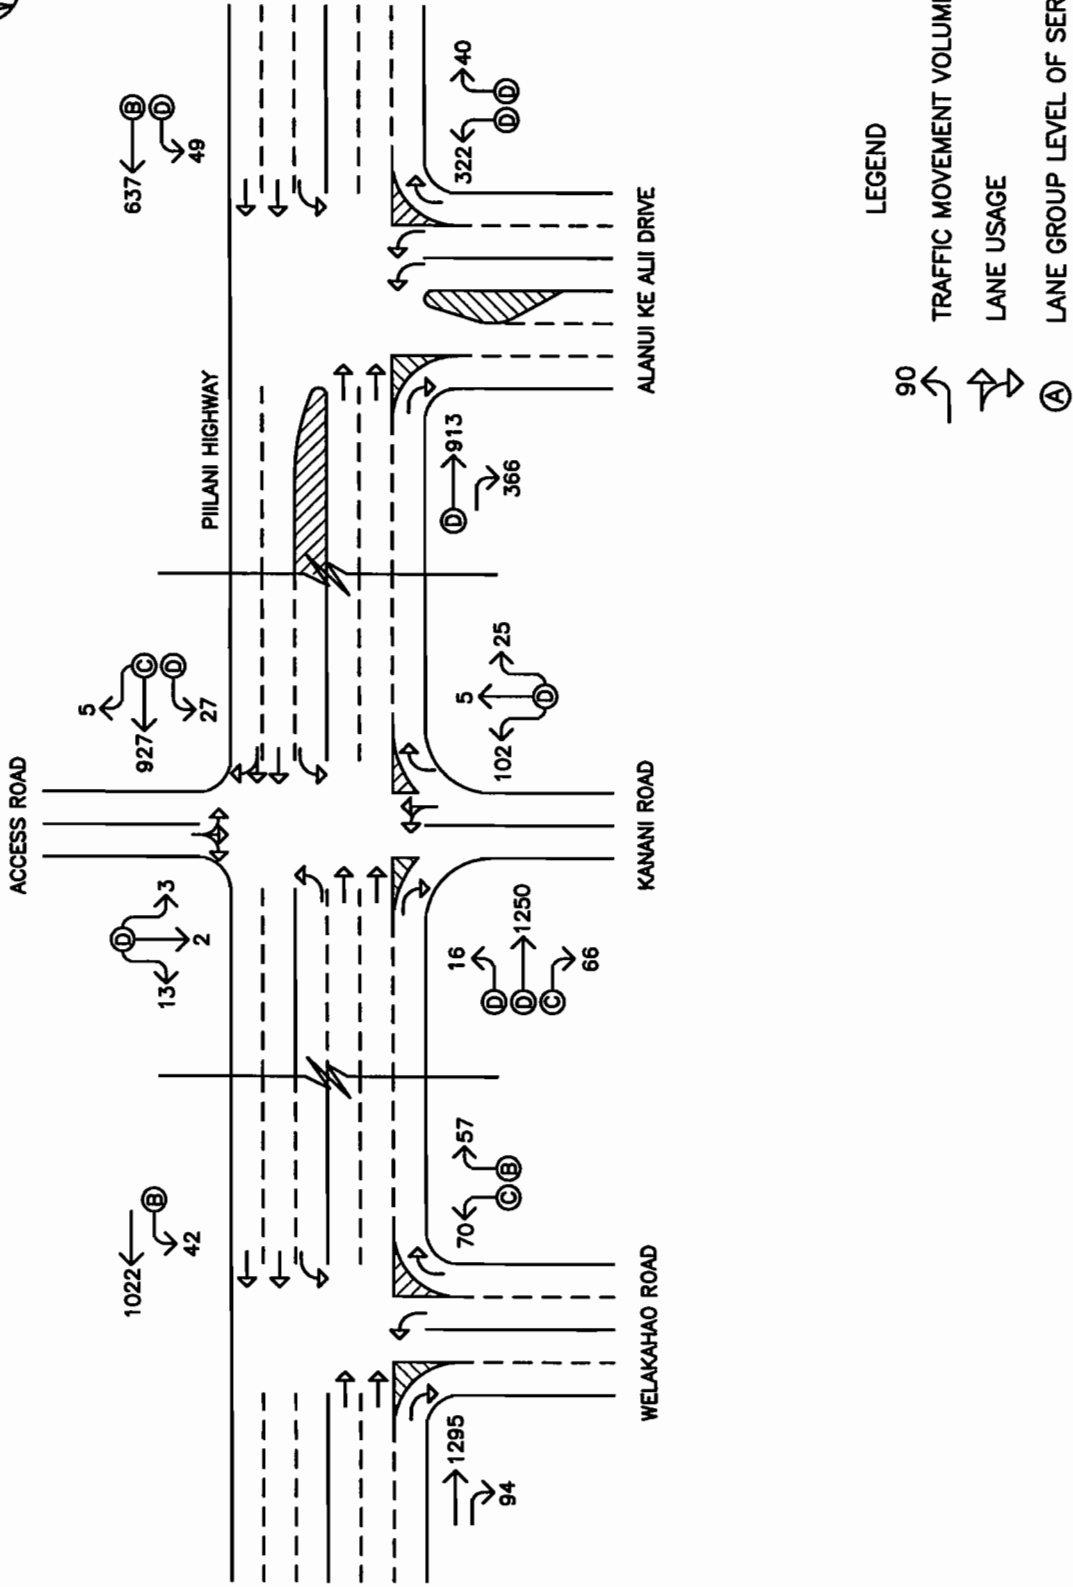 PIILANI HIGHWAY
637
B
D
49
322
D
D
40
ALANUI KE ALII DRIVE
D
913
366
ACCESS ROAD
5
C
927
D
27
5
25
102
D
KANANI ROAD
D
3
2
13
16
D
D
1250
C
66
1022
B
42
57
70
C
B
WELAKAHAO ROAD
1295
94
LEGEND
90
TRAFFIC MOVEMENT
LANE USAGE
A
LANE GROUP LEVEL OF